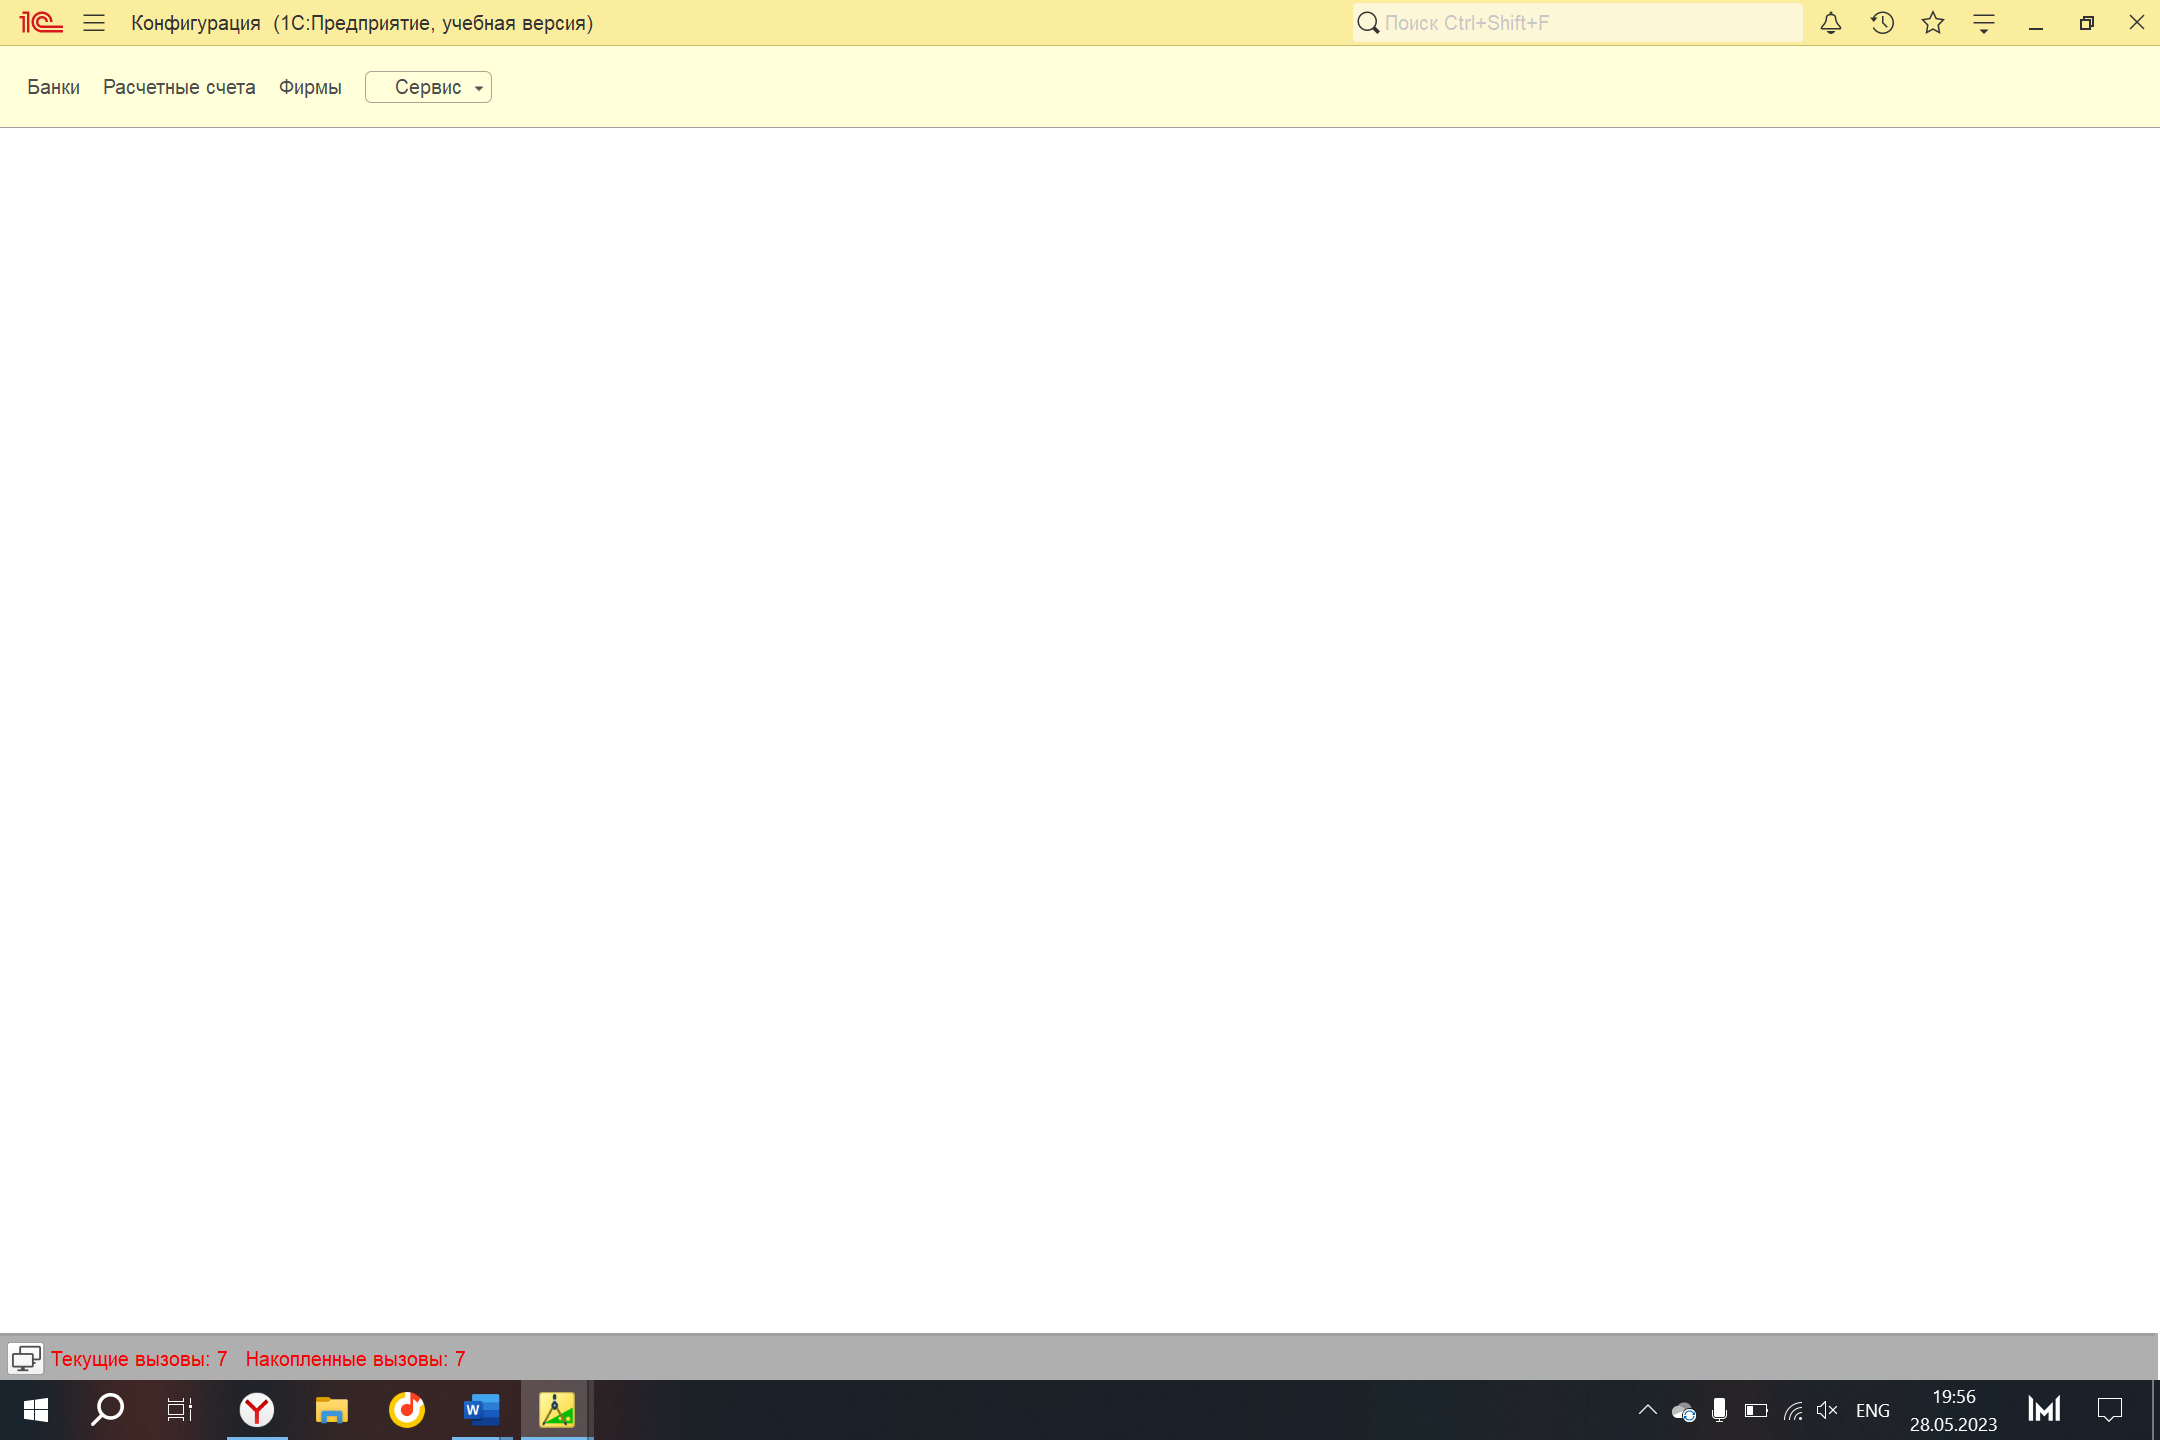 1С Конфигурация (1С:Предприятие, учебная версия) Поиск Ctrl+Shift+F
Банки Расчетные счета Фирмы Сервис
Текущие вызовы: 7 Накопленные вызовы: 7
W ENG 19:56
28.05.2023